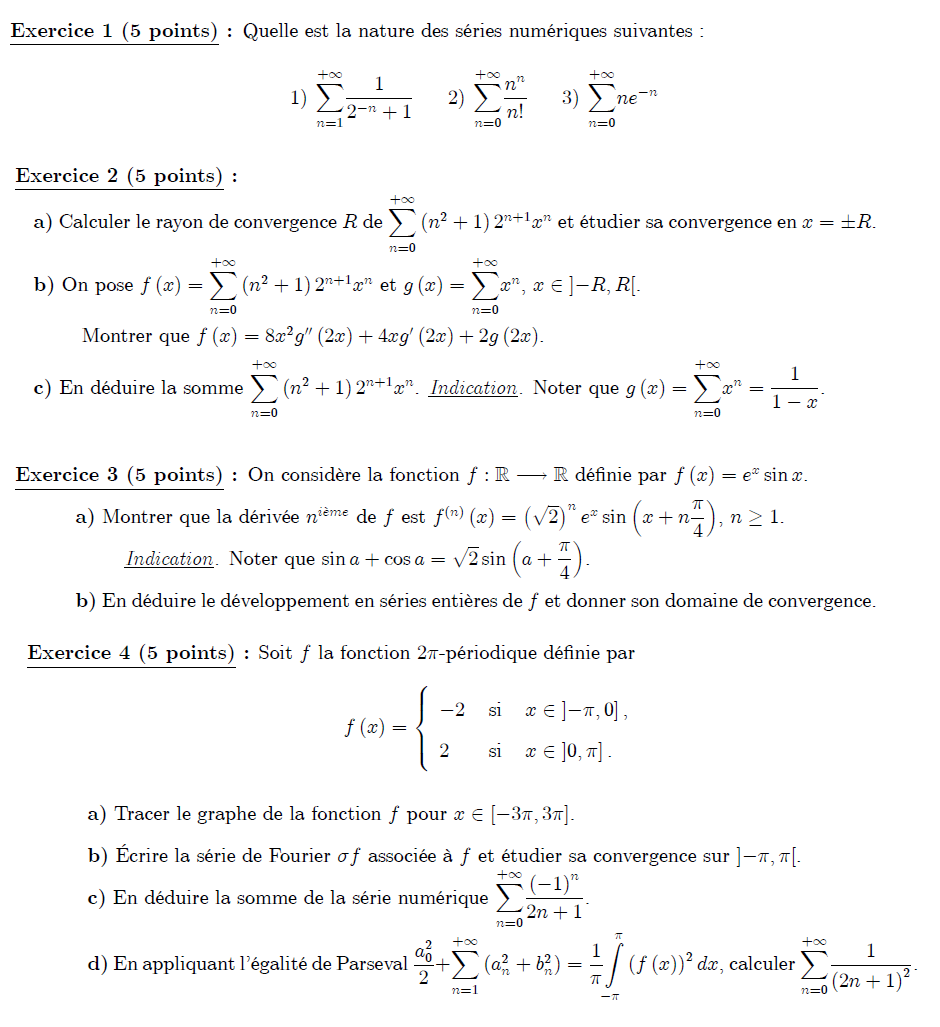 Exercice 1 (5 points) : Quelle est la nature des séries numériques suivantes :
1) $\sum_{n=1}^{+\infty} \frac{1}{2^{-n}+1}$ 2) $\sum_{n=0}^{+\infty} \frac{n^n}{n!}$ 3) $\sum_{n=0}^{+\infty} ne^{-n}$
Exercice 2 (5 points) :
a) Calculer le rayon de convergence $R$ de $\sum_{n=0}^{+\infty} (n^2+1) 2^{n+1}x^n$ et étudier sa convergence en $x = \pm R$.
b) On pose $f(x) = \sum_{n=0}^{+\infty} (n^2+1) 2^{n+1}x^n$ et $g(x) = \sum_{n=0}^{+\infty} x^n$, $x \in ]-R, R[$.
Montrer que $f(x) = 8x^2g''(2x) + 4xg'(2x) + 2g(2x)$.
c) En déduire la somme $\sum_{n=0}^{+\infty} (n^2+1) 2^{n+1}x^n$. Indication. Noter que $g(x) = \sum_{n=0}^{+\infty} x^n = \frac{1}{1-x}$.
Exercice 3 (5 points) : On considère la fonction $f : \mathbb{R} \longrightarrow \mathbb{R}$ définie par $f(x) = e^x \sin x$.
a) Montrer que la dérivée $n^{ième}$ de $f$ est $f^{(n)}(x) = (\sqrt{2})^n e^x \sin\left(x + n\frac{\pi}{4}\right)$, $n \geq 1$.
Indication. Noter que $\sin a + \cos a = \sqrt{2} \sin\left(a + \frac{\pi}{4}\right)$.
b) En déduire le développement en séries entières de $f$ et donner son domaine de convergence.
Exercice 4 (5 points) : Soit $f$ la fonction $2\pi$-périodique définie par
$f(x) = \begin{cases} -2 & \text{si } x \in ]-\pi, 0], \\ 2 & \text{si } x \in ]0, \pi]. \end{cases}$
a) Tracer le graphe de la fonction $f$ pour $x \in [-3\pi, 3\pi]$.
b) Écrire la série de Fourier $\sigma f$ associée à $f$ et étudier sa convergence sur $]-\pi, \pi[$.
c) En déduire la somme de la série numérique $\sum_{n=0}^{+\infty} \frac{(-1)^n}{2n+1}$.
d) En appliquant l'égalité de Parseval $\frac{a_0^2}{2} + \sum_{n=1}^{+\infty} (a_n^2 + b_n^2) = \frac{1}{\pi} \int_{-\pi}^{\pi} (f(x))^2 dx$, calculer $\sum_{n=0}^{+\infty} \frac{1}{(2n+1)^2}$.